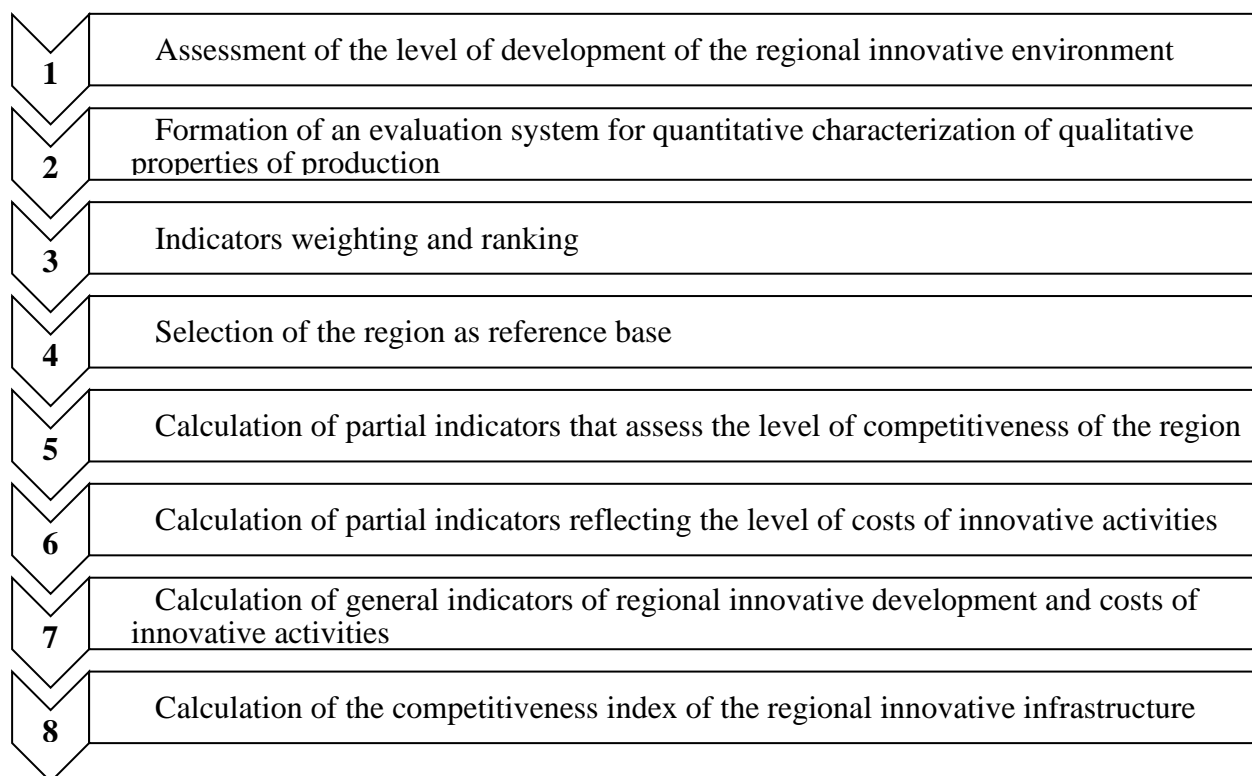 1
Assessment of the level of development of the regional innovative environment
2
Formation of an evaluation system for quantitative characterization of qualitative
properties of production
3
Indicators weighting and ranking
4
Selection of the region as reference base
5
Calculation of partial indicators that assess the level of competitiveness of the region
6
Calculation of partial indicators reflecting the level of costs of innovative activities
7
Calculation of general indicators of regional innovative development and costs of
innovative activities
8
Calculation of the competitiveness index of the regional innovative infrastructure